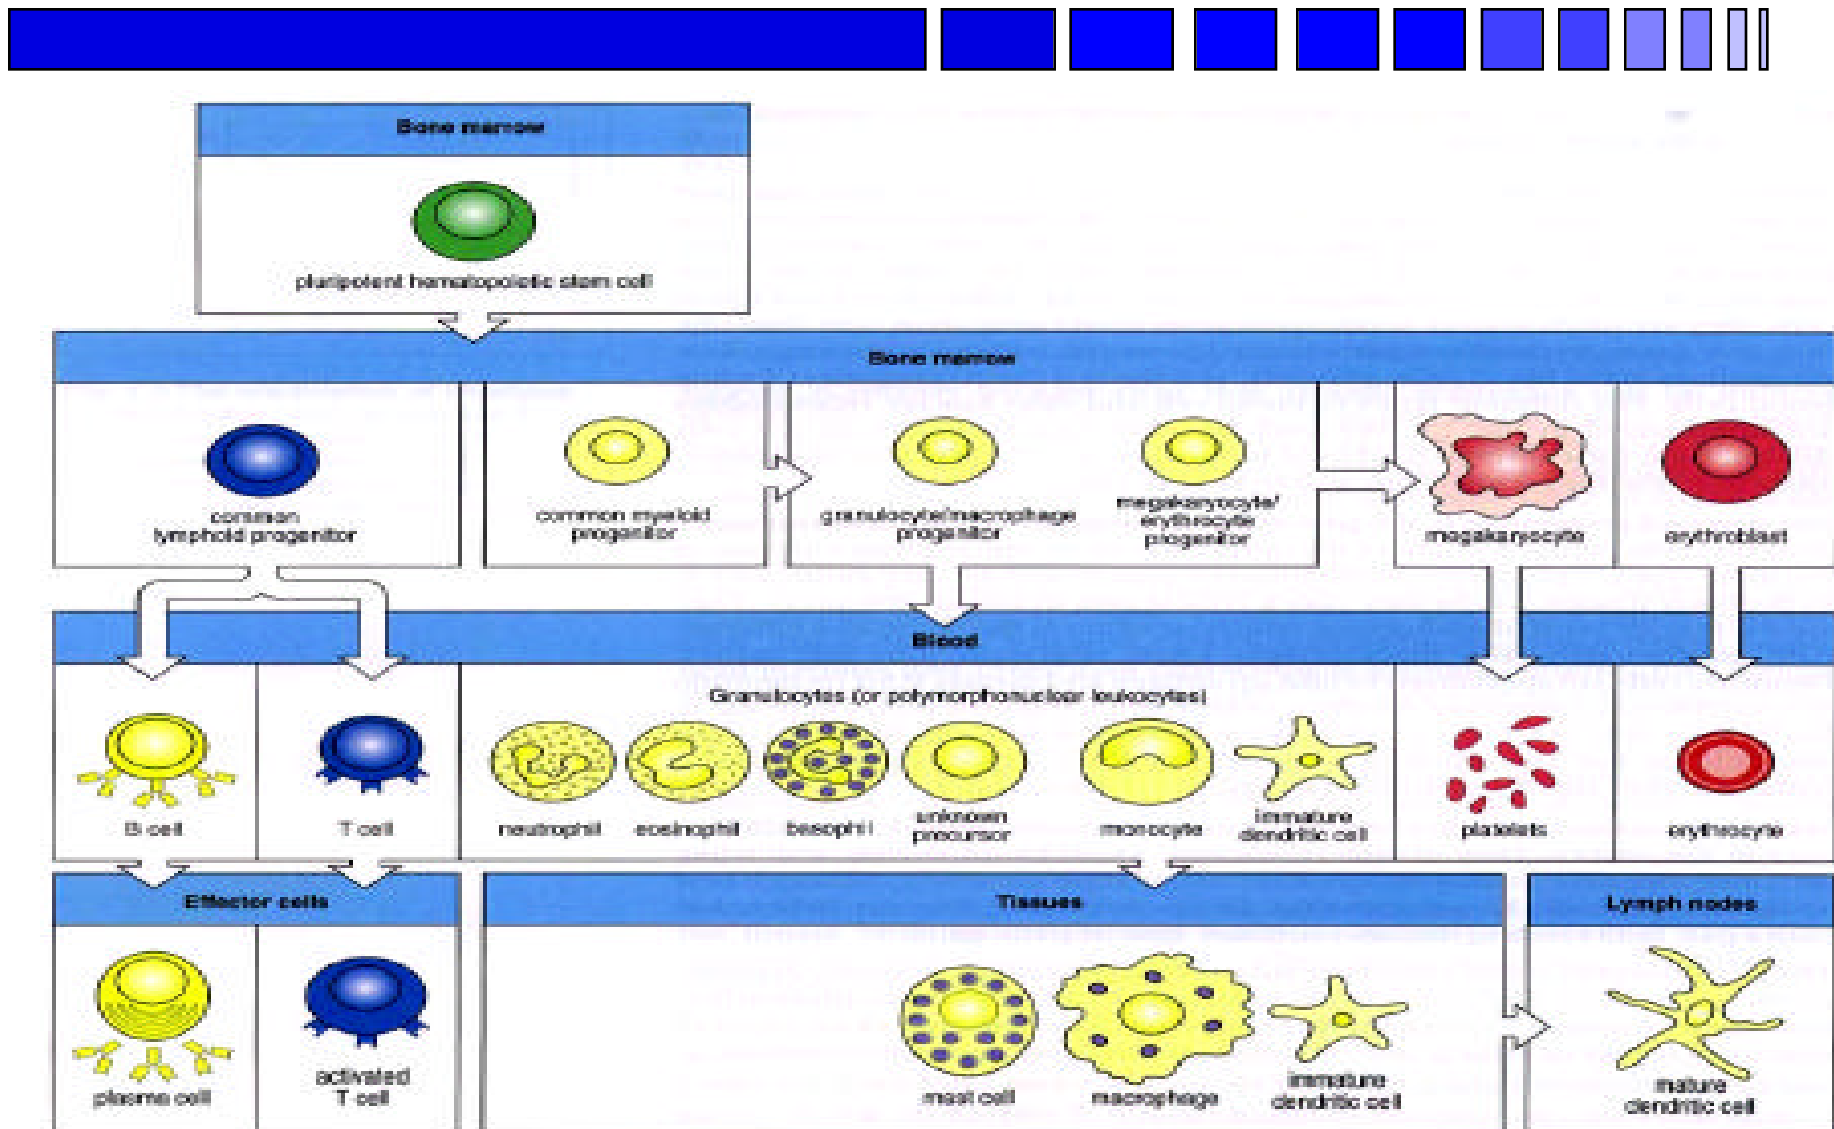 Bone marrow
pluripotent hematopoietic stem cell
Bone marrow
common
lymphoid progenitor
common myeloid
progenitor
granulocyte/macrophage
progenitor
megakaryocyte/
erythrocyte
progenitor
megakaryocyte
erythroblast
Blood
Granulocytes (or polymorphonuclear leukocytes)
B cell
T cell
neutrophil
eosinophil
basophil
unknown
precursor
monocyte
immature
dendritic cell
platelets
erythrocyte
Effector cells
Tissues
Lymph nodes
plasma cell
activated
T cell
mast cell
macrophage
immature
dendritic cell
mature
dendritic cell